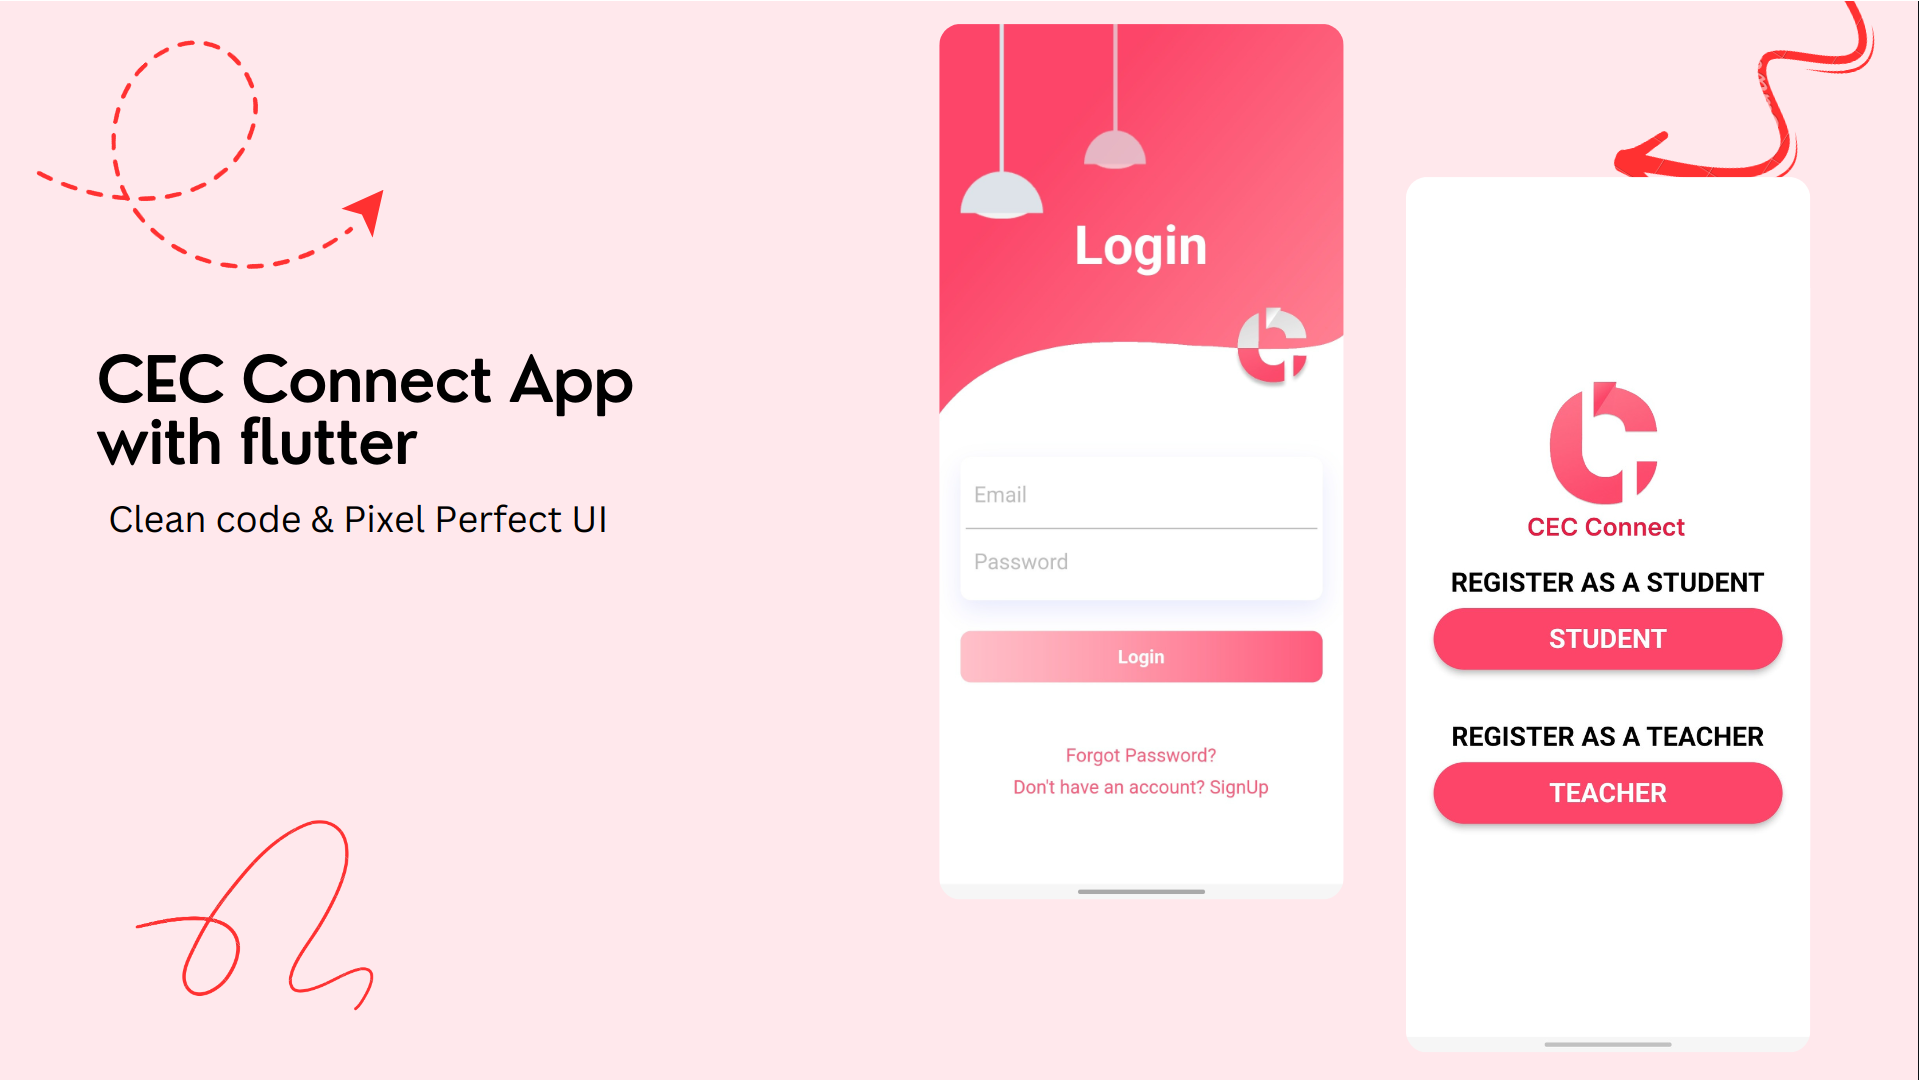 CEC Connect App
with flutter
Clean code & Pixel Perfect UI
Login
Email
Password
Login
Forgot Password?
Don't have an account? SignUp
CEC Connect
REGISTER AS A STUDENT
STUDENT
REGISTER AS A TEACHER
TEACHER